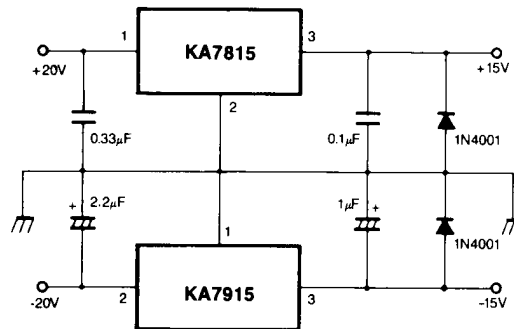 1
KA7815
3
+20V
+15V
2
0.33µF
0.1µF
1N4001
+
2.2µF
1µF
+
1
1N4001
2
KA7915
3
-20V
-15V